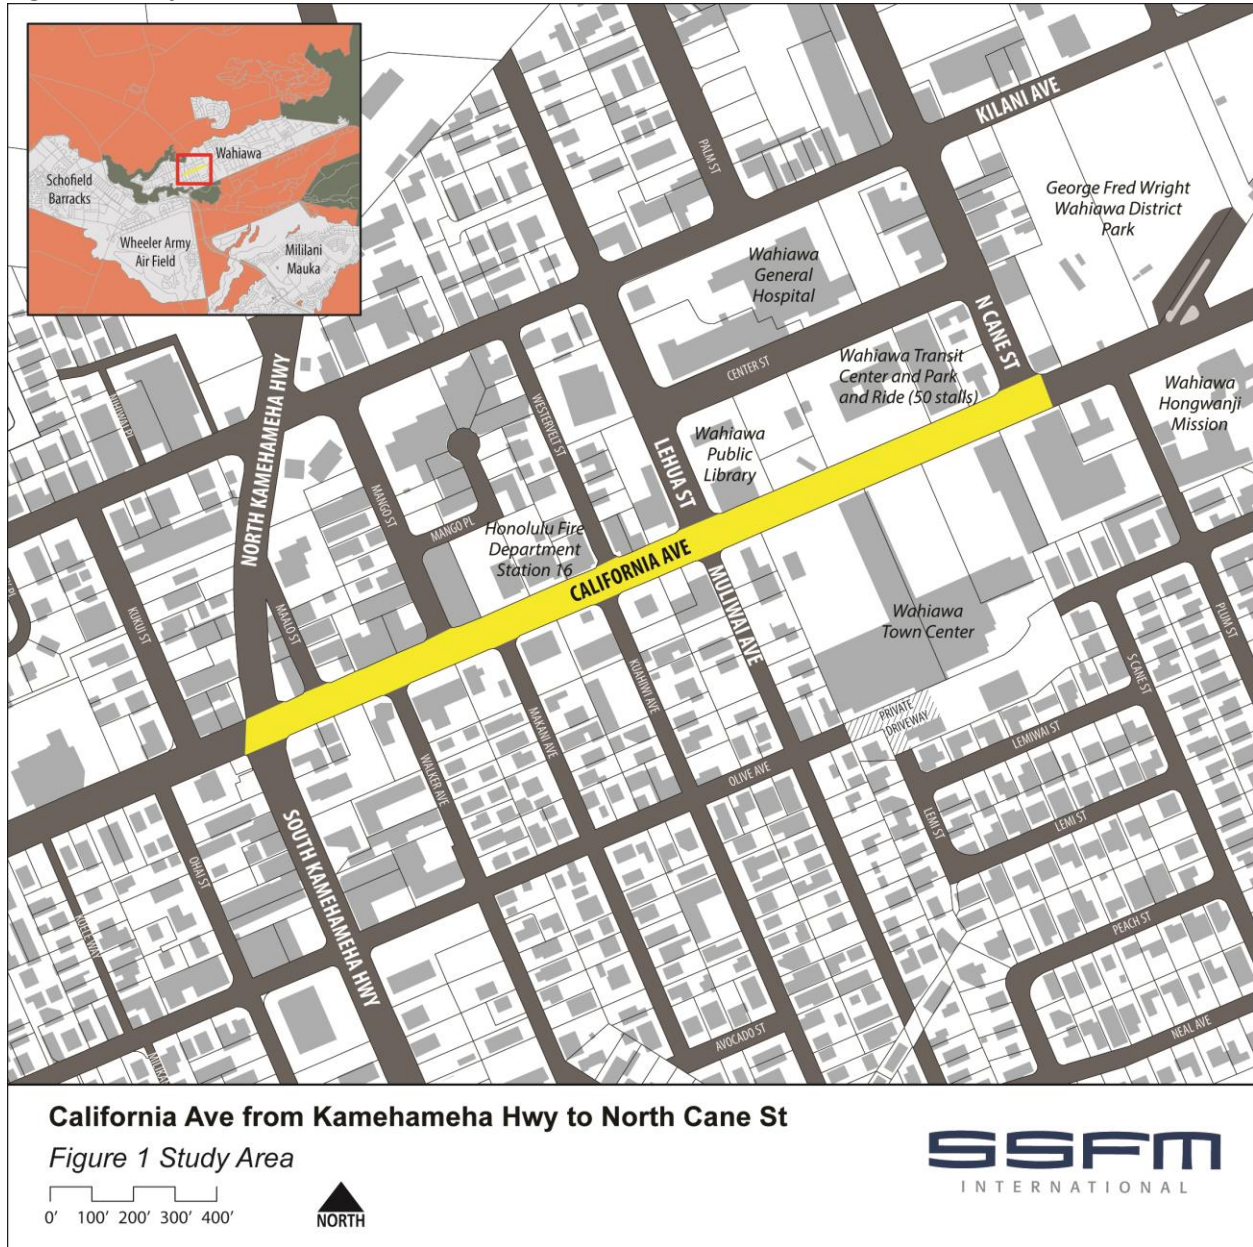 Wahiawa
Schofield
Barracks
Wheeler Army
Air Field
Mililani
Mauka
KILANI AVE
PALM ST
George Fred Wright
Wahiawa District
Park
Wahiawa
General
Hospital
N CANE ST
CENTER ST
Wahiawa Transit
Center and Park
and Ride (50 stalls)
Wahiawa
Hongwanji
Mission
NORTH KAMEHAMEHA HWY
WESTERVELT ST
LEHUA ST
Wahiawa
Public
Library
MANGO ST
MANGO PL
Honolulu Fire
Department
Station 16
CALIFORNIA AVE
KUKUI ST
MAALO ST
MULIWAI AVE
Wahiawa
Town Center
PLUM ST
S CANE ST
KUAHIWI AVE
MAKANI AVE
WALKER AVE
PRIVATE
DRIVEWAY
LEMIWAI ST
OLIVE AVE
LEMI ST
LEMI ST
OHAI ST
SOUTH KAMEHAMEHA HWY
KOELE WAY
PEACH ST
AVOCADO ST
NEAL AVE
California Ave from Kamehameha Hwy to North Cane St
Figure 1 Study Area
0' 100' 200' 300' 400'
NORTH
SSFM
INTERNATIONAL